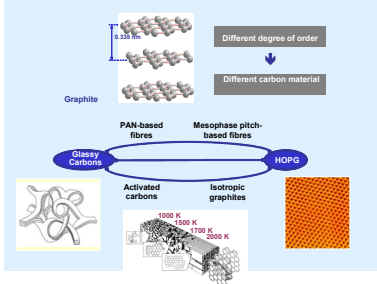 0.335 nm
Different degree of order
Different carbon material
Graphite
PAN-based
fibres
Mesophase pitch-
based fibres
Glassy
Carbons
HOPG
Activated
carbons
Isotropic
graphites
1000 K
1500 K
1700 K
2000 K